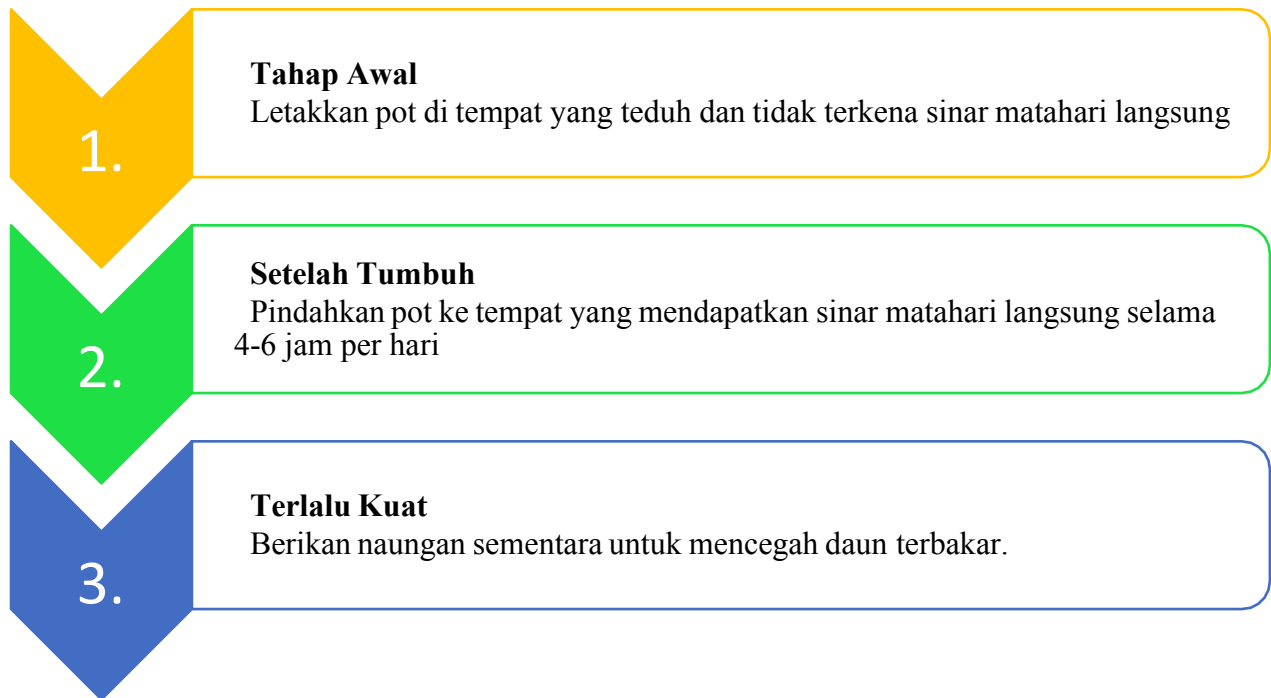 1.
Tahap Awal
Letakkan pot di tempat yang teduh dan tidak terkena sinar matahari langsung
2.
Setelah Tumbuh
Pindahkan pot ke tempat yang mendapatkan sinar matahari langsung selama
4-6 jam per hari
3.
Terlalu Kuat
Berikan naungan sementara untuk mencegah daun terbakar.